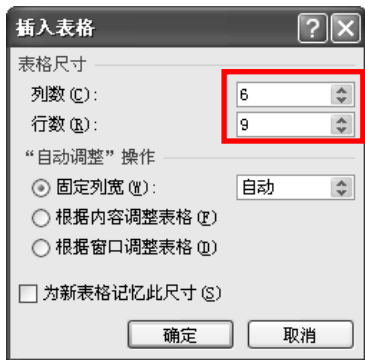 插入表格
表格尺寸
列数(C): 6
行数(R): 9
“自动调整”操作
固定列宽(W): 自动
根据内容调整表格(F)
根据窗口调整表格(D)
为新表格记忆此尺寸(S)
确定 取消